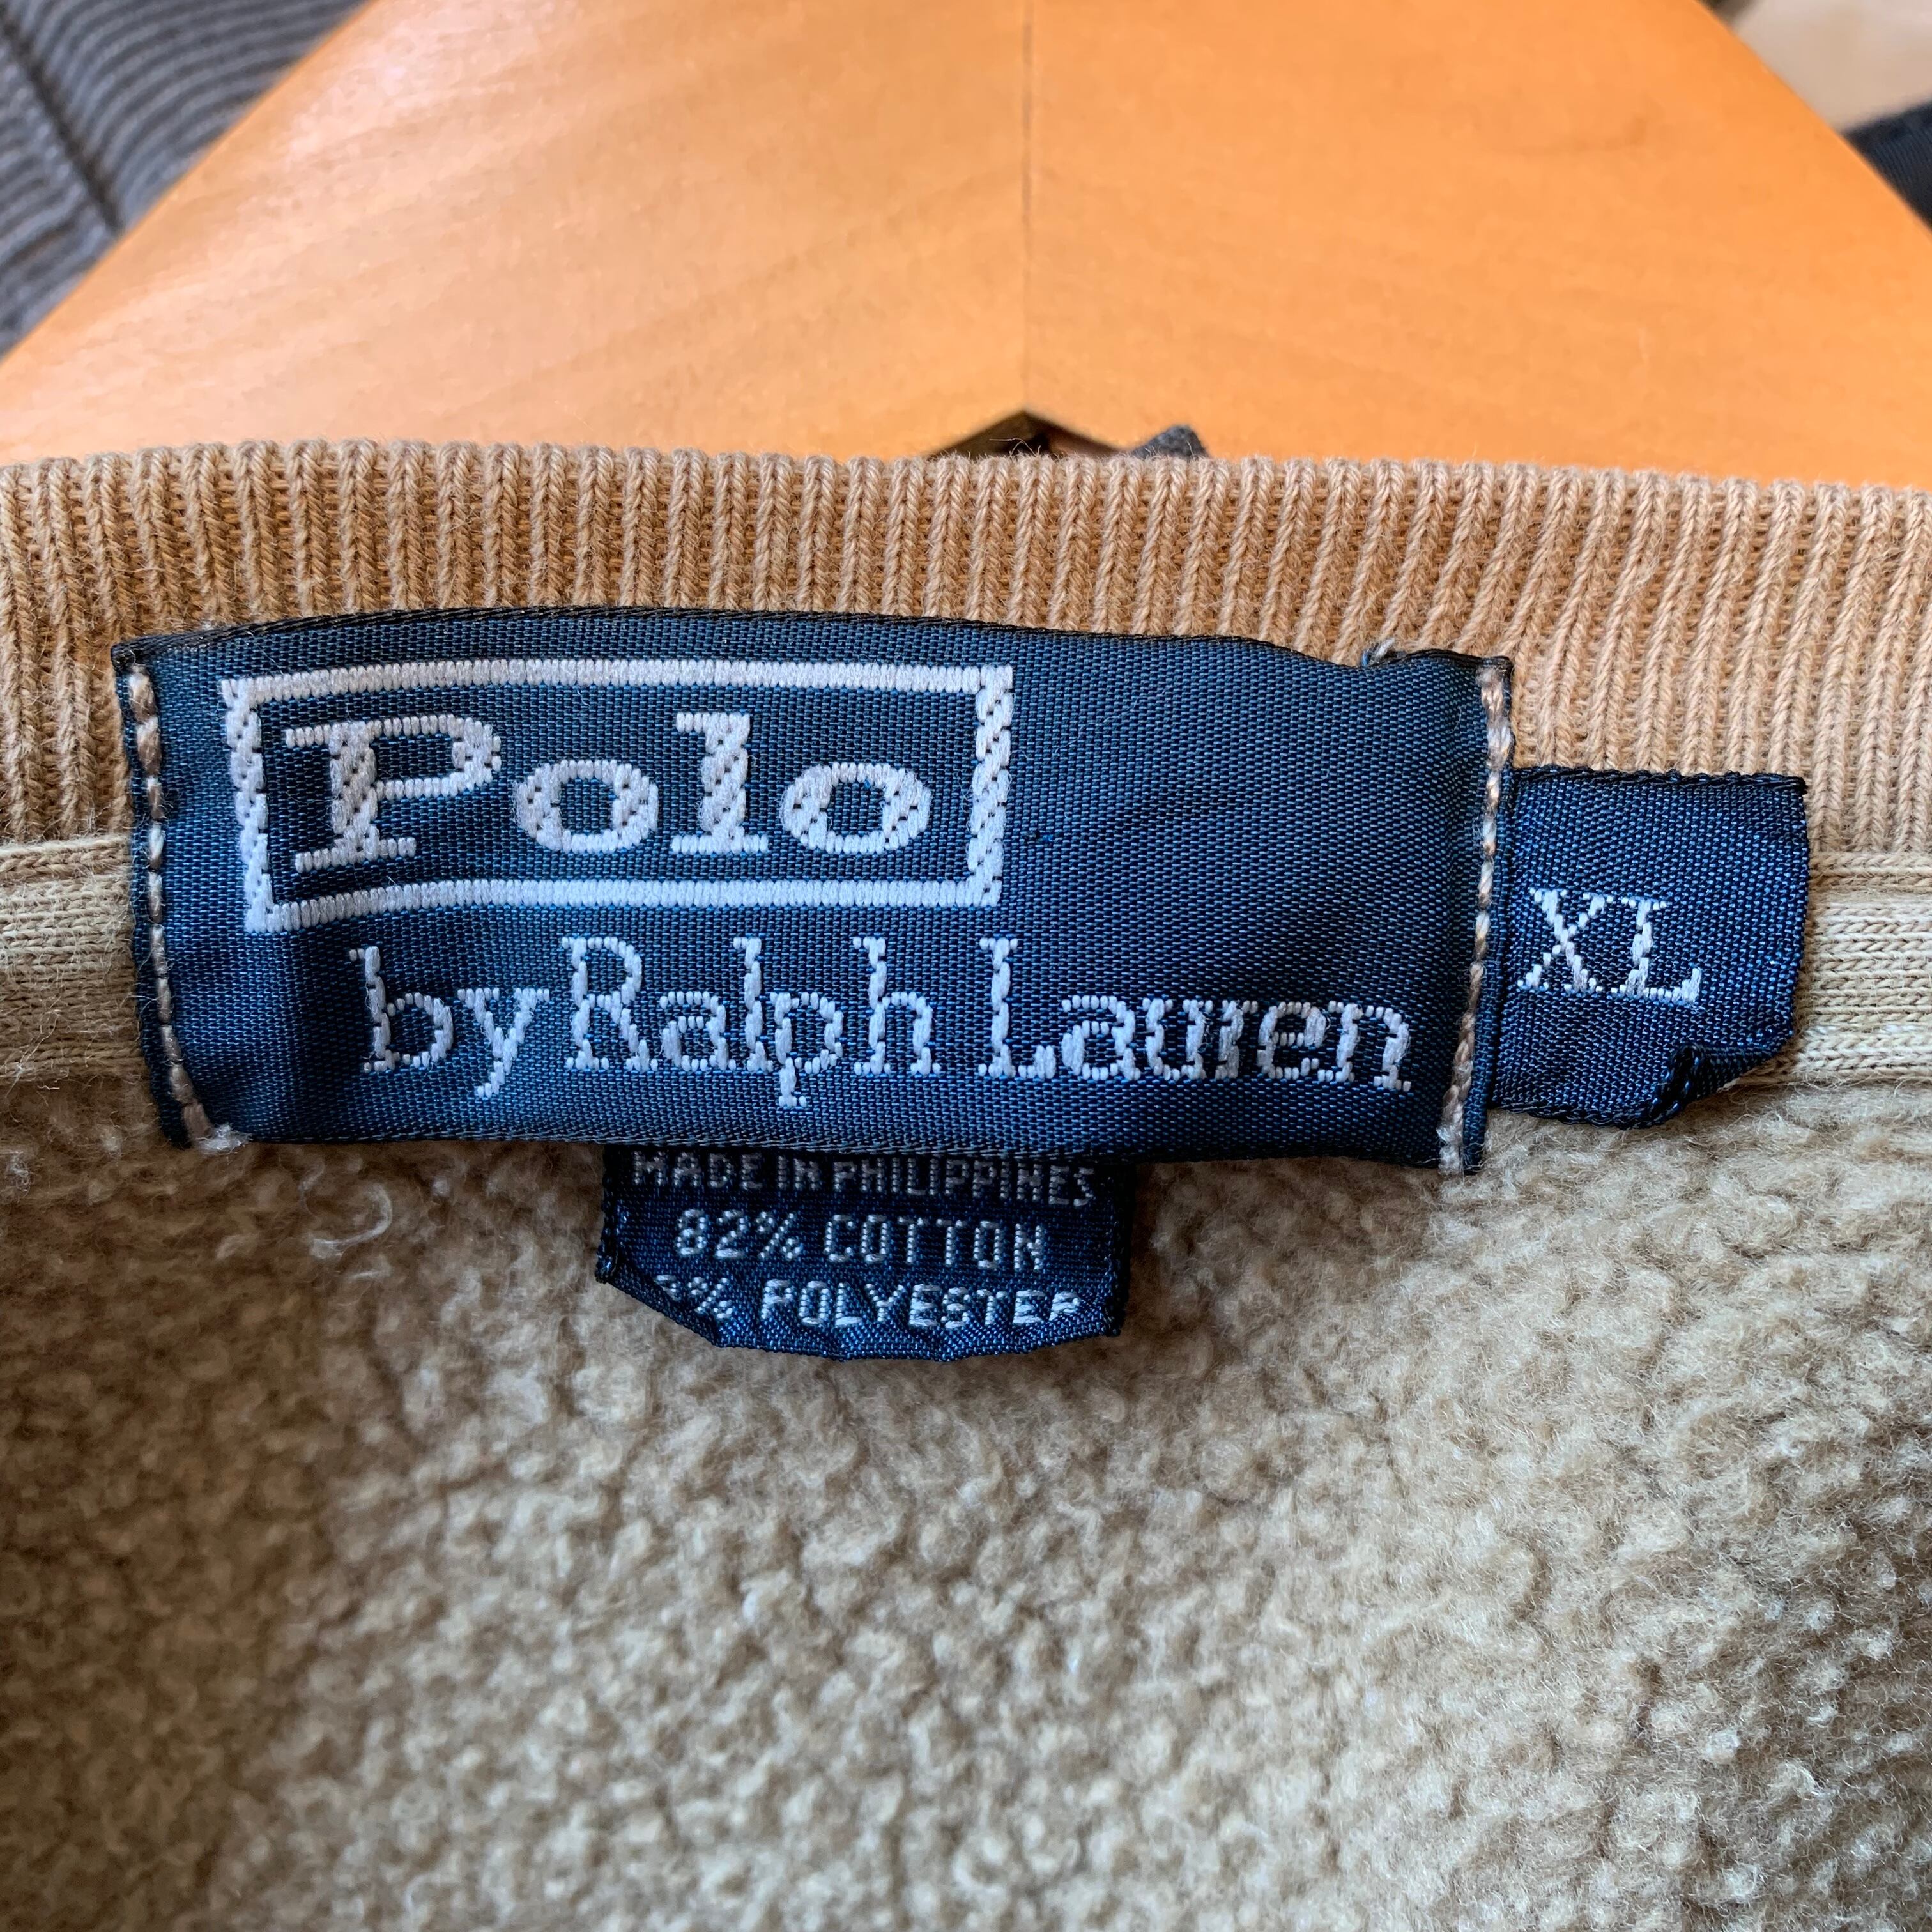 Polo
by Ralph Lauren
XL
MADE IN PHILIPPINES
82% COTTON
% POLYESTER